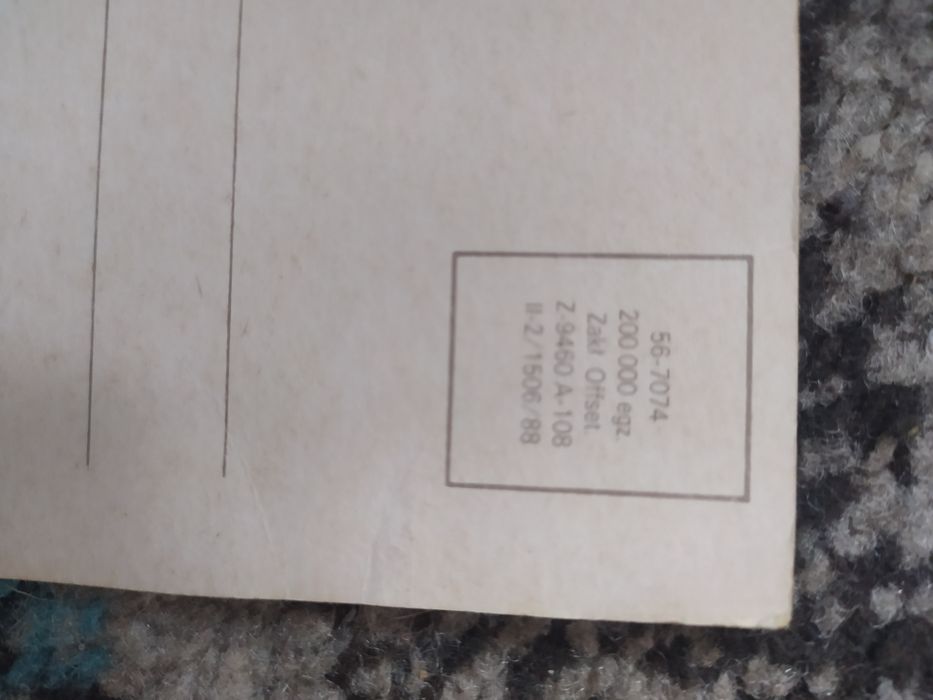 56-7074
200 000 egz.
Zakł. Offset.
Z-9460 A-108
II-2/1506/88